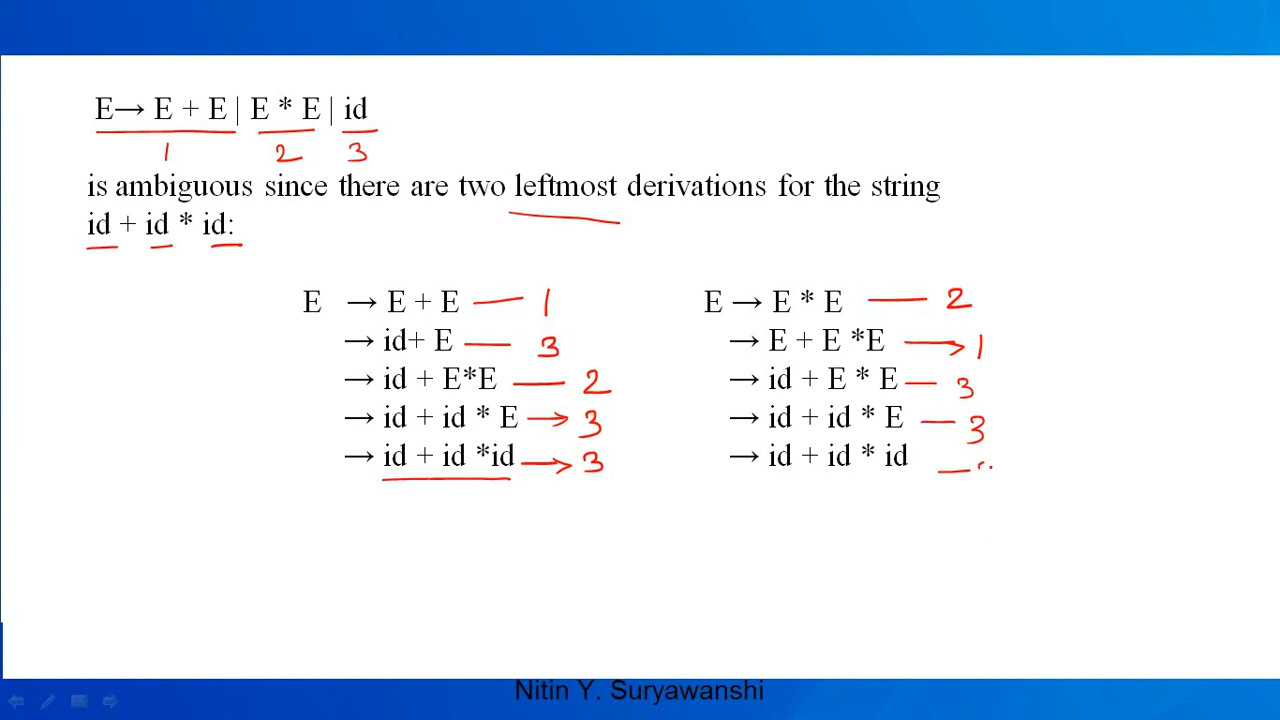 E→ E + E | E * E | id
1 2 3
is ambiguous since there are two leftmost derivations for the string
id + id * id:
E → E + E — 1
→ id+ E — 3
→ id + E*E — 2
→ id + id * E → 3
→ id + id *id → 3
E → E * E — 2
→ E + E *E → 1
→ id + E * E — 3
→ id + id * E — 3
→ id + id * id —
Nitin Y. Suryawanshi